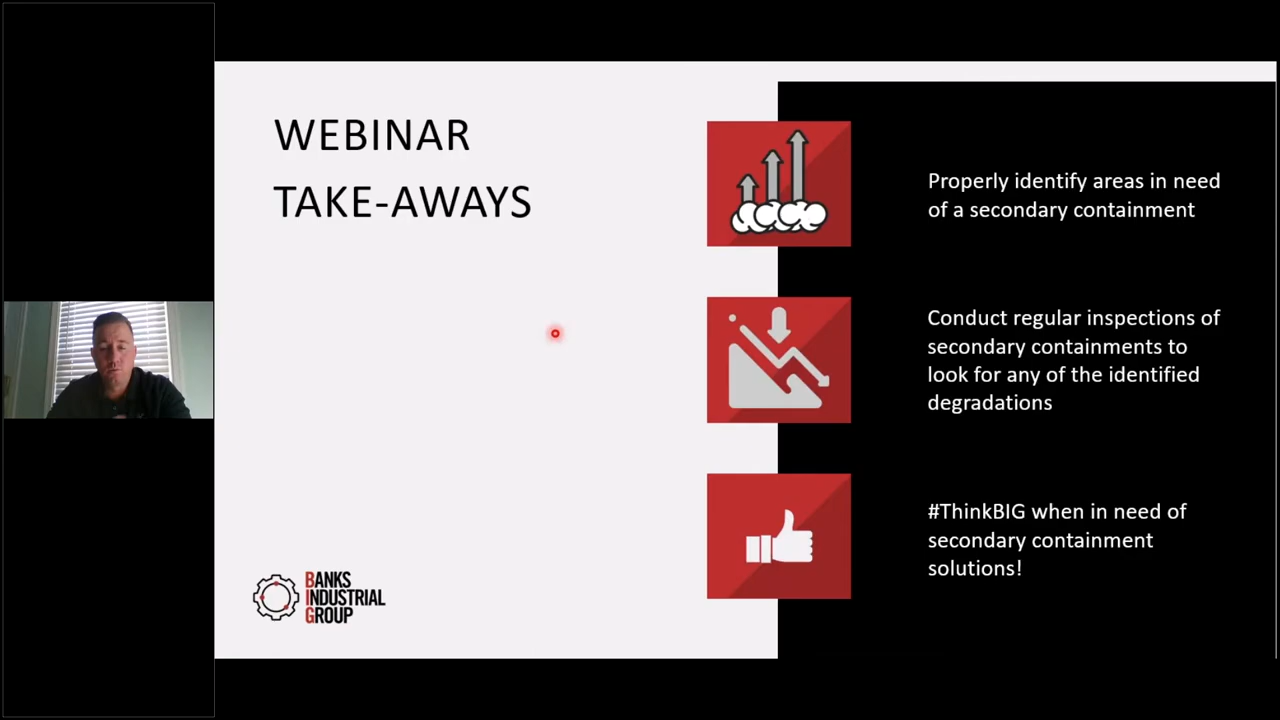 WEBINAR
TAKE-AWAYS
Properly identify areas in need
of a secondary containment
Conduct regular inspections of
secondary containments to
look for any of the identified
degradations
#ThinkBIG when in need of
secondary containment
solutions!
BANKS
INDUSTRIAL
GROUP